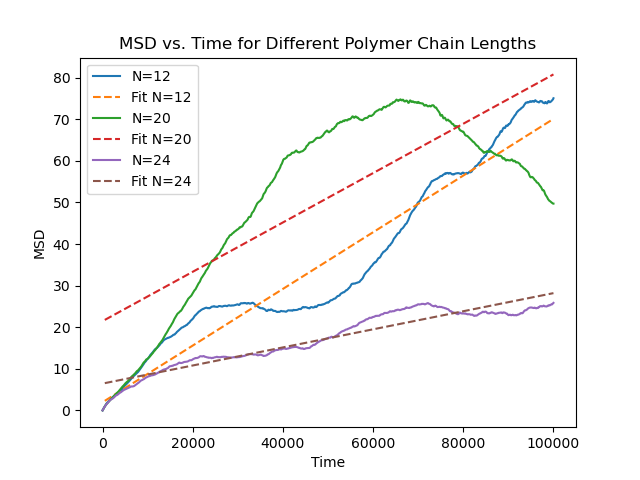 MSD vs. Time for Different Polymer Chain Lengths
N=12
Fit N=12
N=20
Fit N=20
N=24
Fit N=24
MSD
80
70
60
50
40
30
20
10
0
0 20000 40000 60000 80000 100000
Time